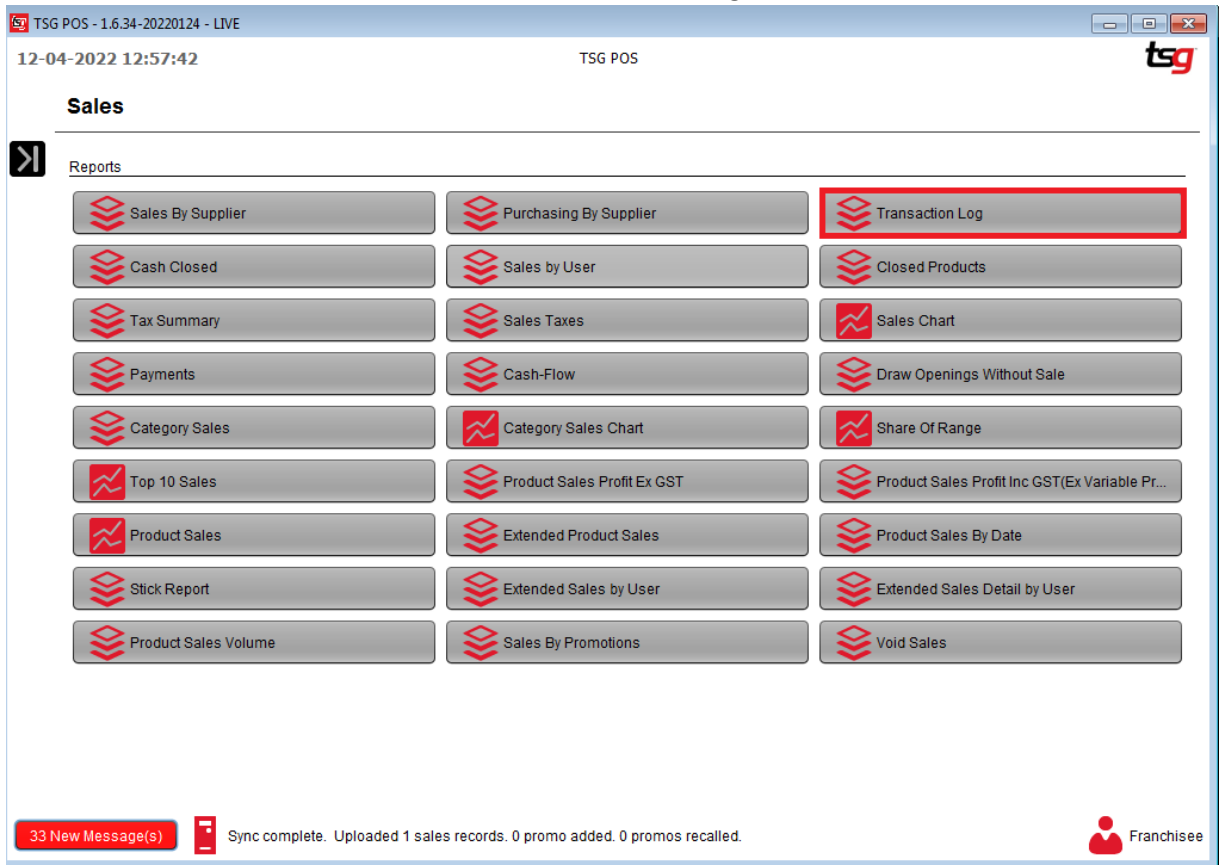 TSG POS - 1.6.34-20220124 - LIVE
12-04-2022 12:57:42
TSG POS
tsg
Sales
Reports
Sales By Supplier
Purchasing By Supplier
Transaction Log
Cash Closed
Sales by User
Closed Products
Tax Summary
Sales Taxes
Sales Chart
Payments
Cash-Flow
Draw Openings Without Sale
Category Sales
Category Sales Chart
Share Of Range
Top 10 Sales
Product Sales Profit Ex GST
Product Sales Profit Inc GST(Ex Variable Pr...
Product Sales
Extended Product Sales
Product Sales By Date
Stick Report
Extended Sales by User
Extended Sales Detail by User
Product Sales Volume
Sales By Promotions
Void Sales
33 New Message(s)
Sync complete. Uploaded 1 sales records. 0 promo added. 0 promos recalled.
Franchisee